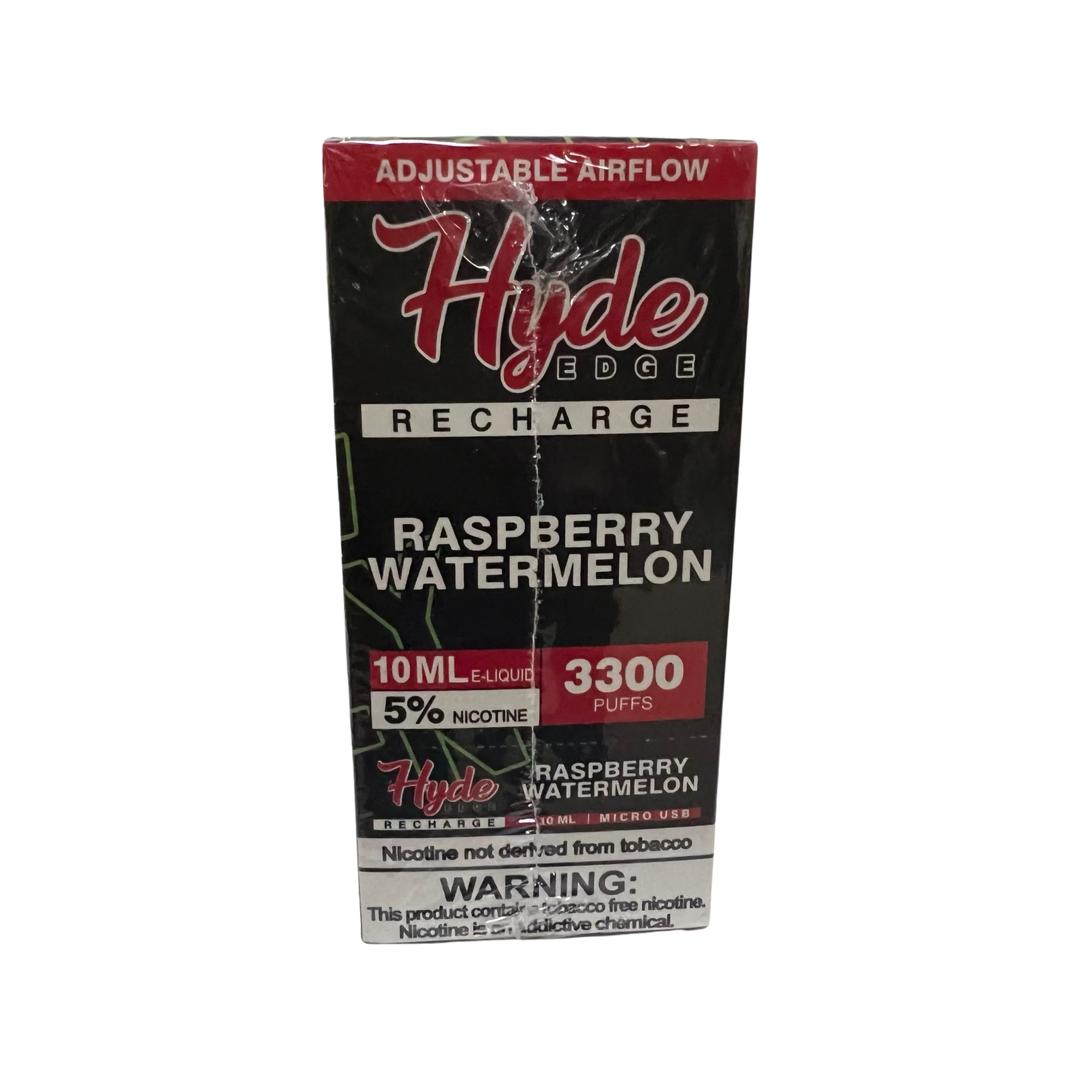 ADJUSTABLE AIRFLOW
Hyde
EDGE
RECHARGE
RASPBERRY
WATERMELON
10ML E-LIQUID
5% NICOTINE
3300
PUFFS
Hyde
EDGE
RECHARGE
RASPBERRY
WATERMELON
10 ML | MICRO USB
Nicotine not derived from tobacco
WARNING:
This product contains tobacco free nicotine.
Nicotine is an addictive chemical.